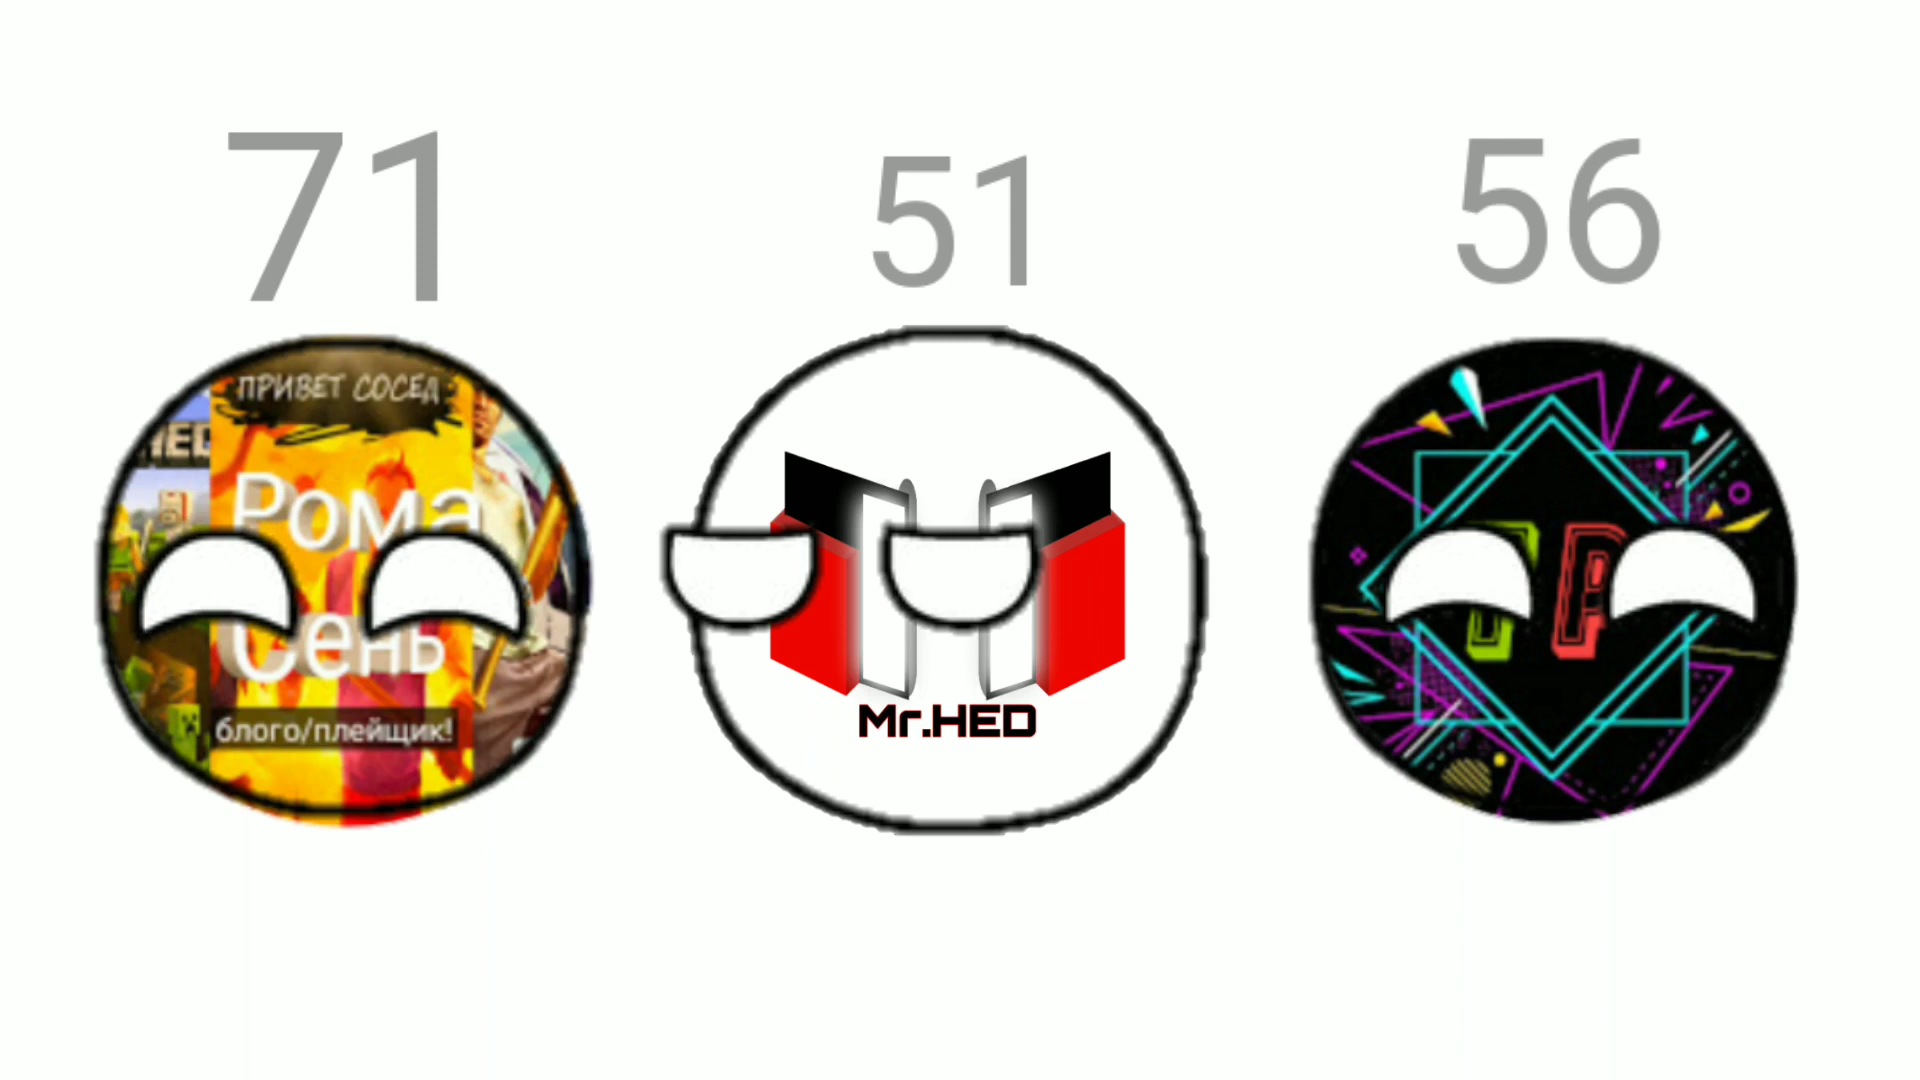 71
51
56
ПРИВЕТ СОСЕД
Рома
Сень
блого/плейщик!
Mr.HED